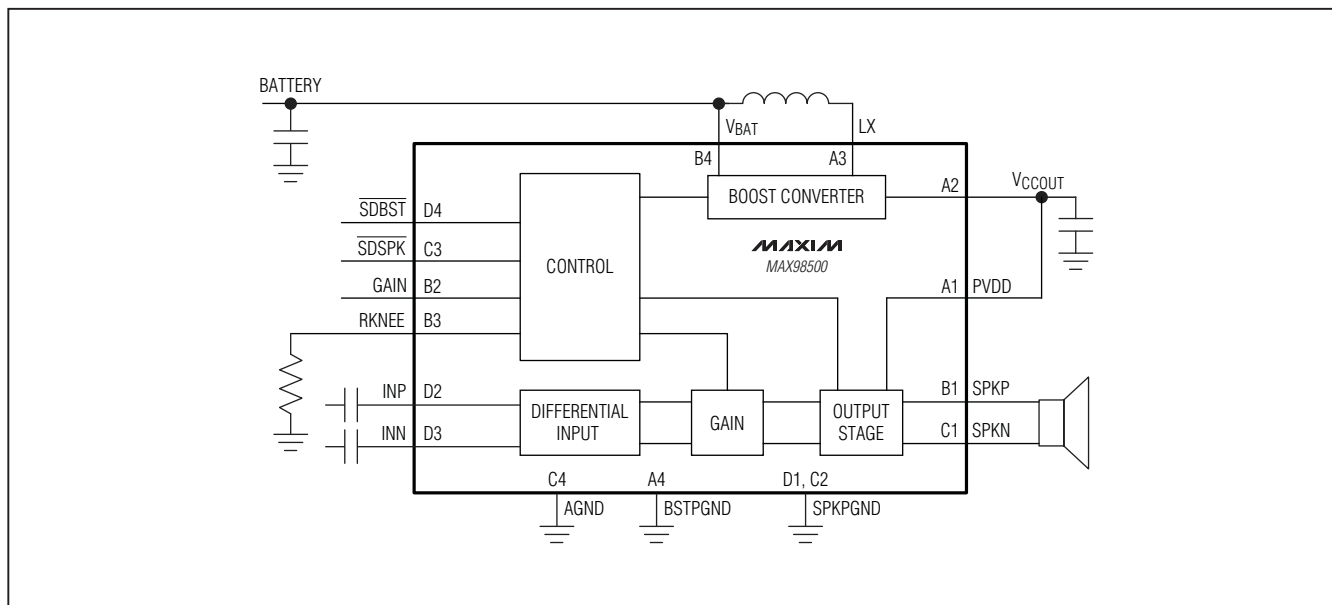 BATTERY
VBAT
LX
B4
A3
BOOST CONVERTER
A2
VCCOUT
SDBST
D4
SDSPK
C3
GAIN
B2
RKNEE
B3
CONTROL
MAXIM
MAX98500
A1
PVDD
INP
D2
INN
D3
DIFFERENTIAL
INPUT
GAIN
OUTPUT
STAGE
B1
SPKP
C1
SPKN
C4
AGND
A4
BSTPGND
D1, C2
SPKPGND